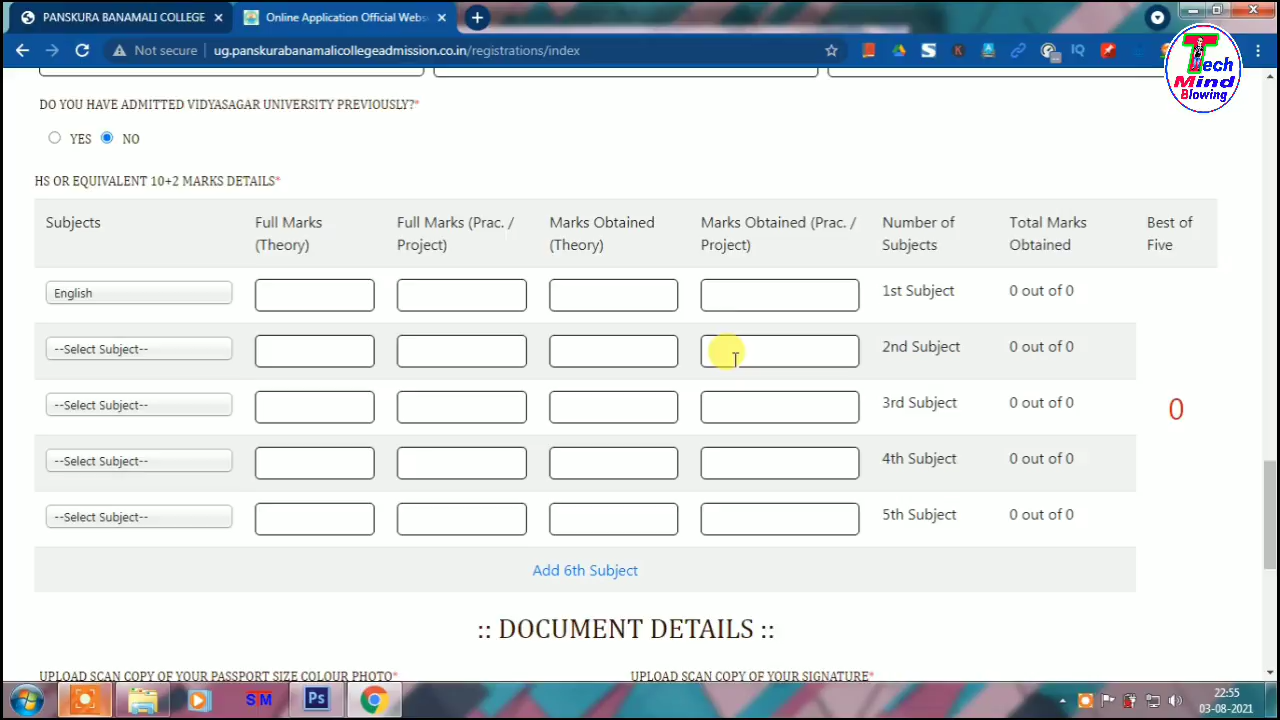 PANSKURA BANAMALI COLLEGE
Online Application Official Webs
Not secure
ug.panskurabanamalicollegeadmission.co.in/registrations/index
Tech
Mind
Blowing
DO YOU HAVE ADMITTED VIDYASAGAR UNIVERSITY PREVIOUSLY?*
YES NO
HS OR EQUIVALENT 10+2 MARKS DETAILS*
Subjects
Full Marks
(Theory)
Full Marks (Prac. /
Project)
Marks Obtained
(Theory)
Marks Obtained (Prac. /
Project)
Number of
Subjects
Total Marks
Obtained
Best of
Five
English 1st Subject 0 out of 0
--Select Subject-- 2nd Subject 0 out of 0
--Select Subject-- 3rd Subject 0 out of 0
0
--Select Subject-- 4th Subject 0 out of 0
--Select Subject-- 5th Subject 0 out of 0
Add 6th Subject
:: DOCUMENT DETAILS ::
UPLOAD SCAN COPY OF YOUR PASSPORT SIZE COLOUR PHOTO*
UPLOAD SCAN COPY OF YOUR SIGNATURE*
SM
Ps
22:55
03-08-2021